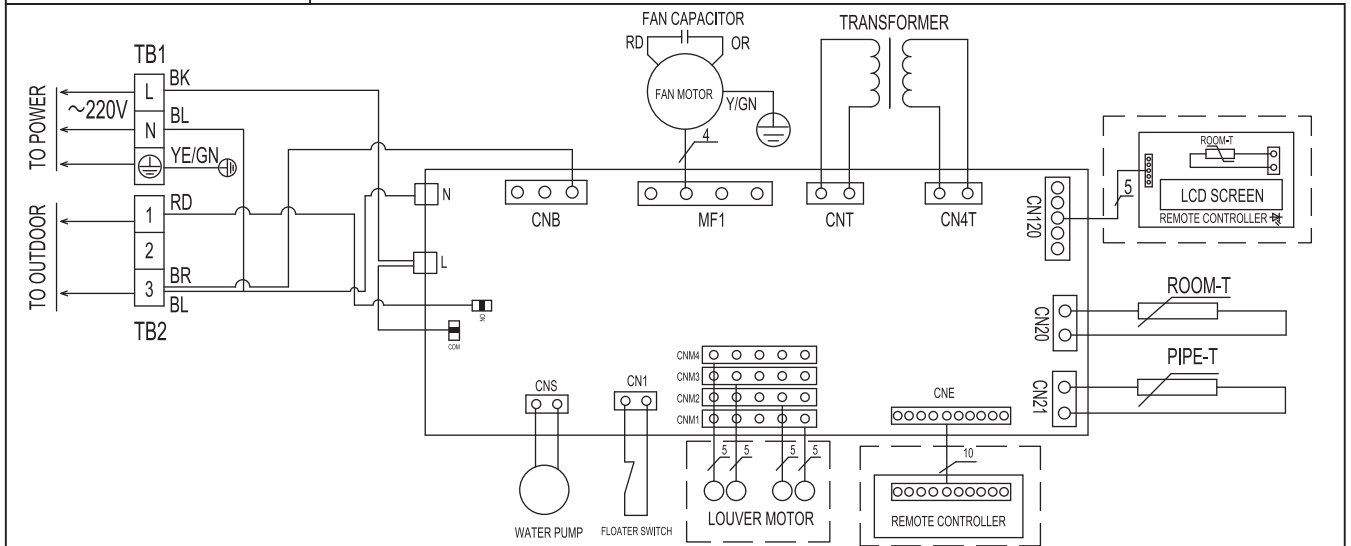 FAN CAPACITOR
RD
OR
FAN MOTOR
Y/GN
4
TRANSFORMER
TB1
TO POWER
~220V
L
N
BK
BL
YE/GN
TO OUTDOOR
1
2
3
RD
BR
BL
TB2
N
L
CNB
MF1
CNT
CN4T
CN120
5
ROOM-T
LCD SCREEN
REMOTE CONTROLLER
NO
COM
CN20
ROOM-T
CN21
PIPE-T
CNS
WATER PUMP
CN1
FLOATER SWITCH
CNM4
CNM3
CNM2
CNM1
5
5
5
5
LOUVER MOTOR
CNE
10
REMOTE CONTROLLER